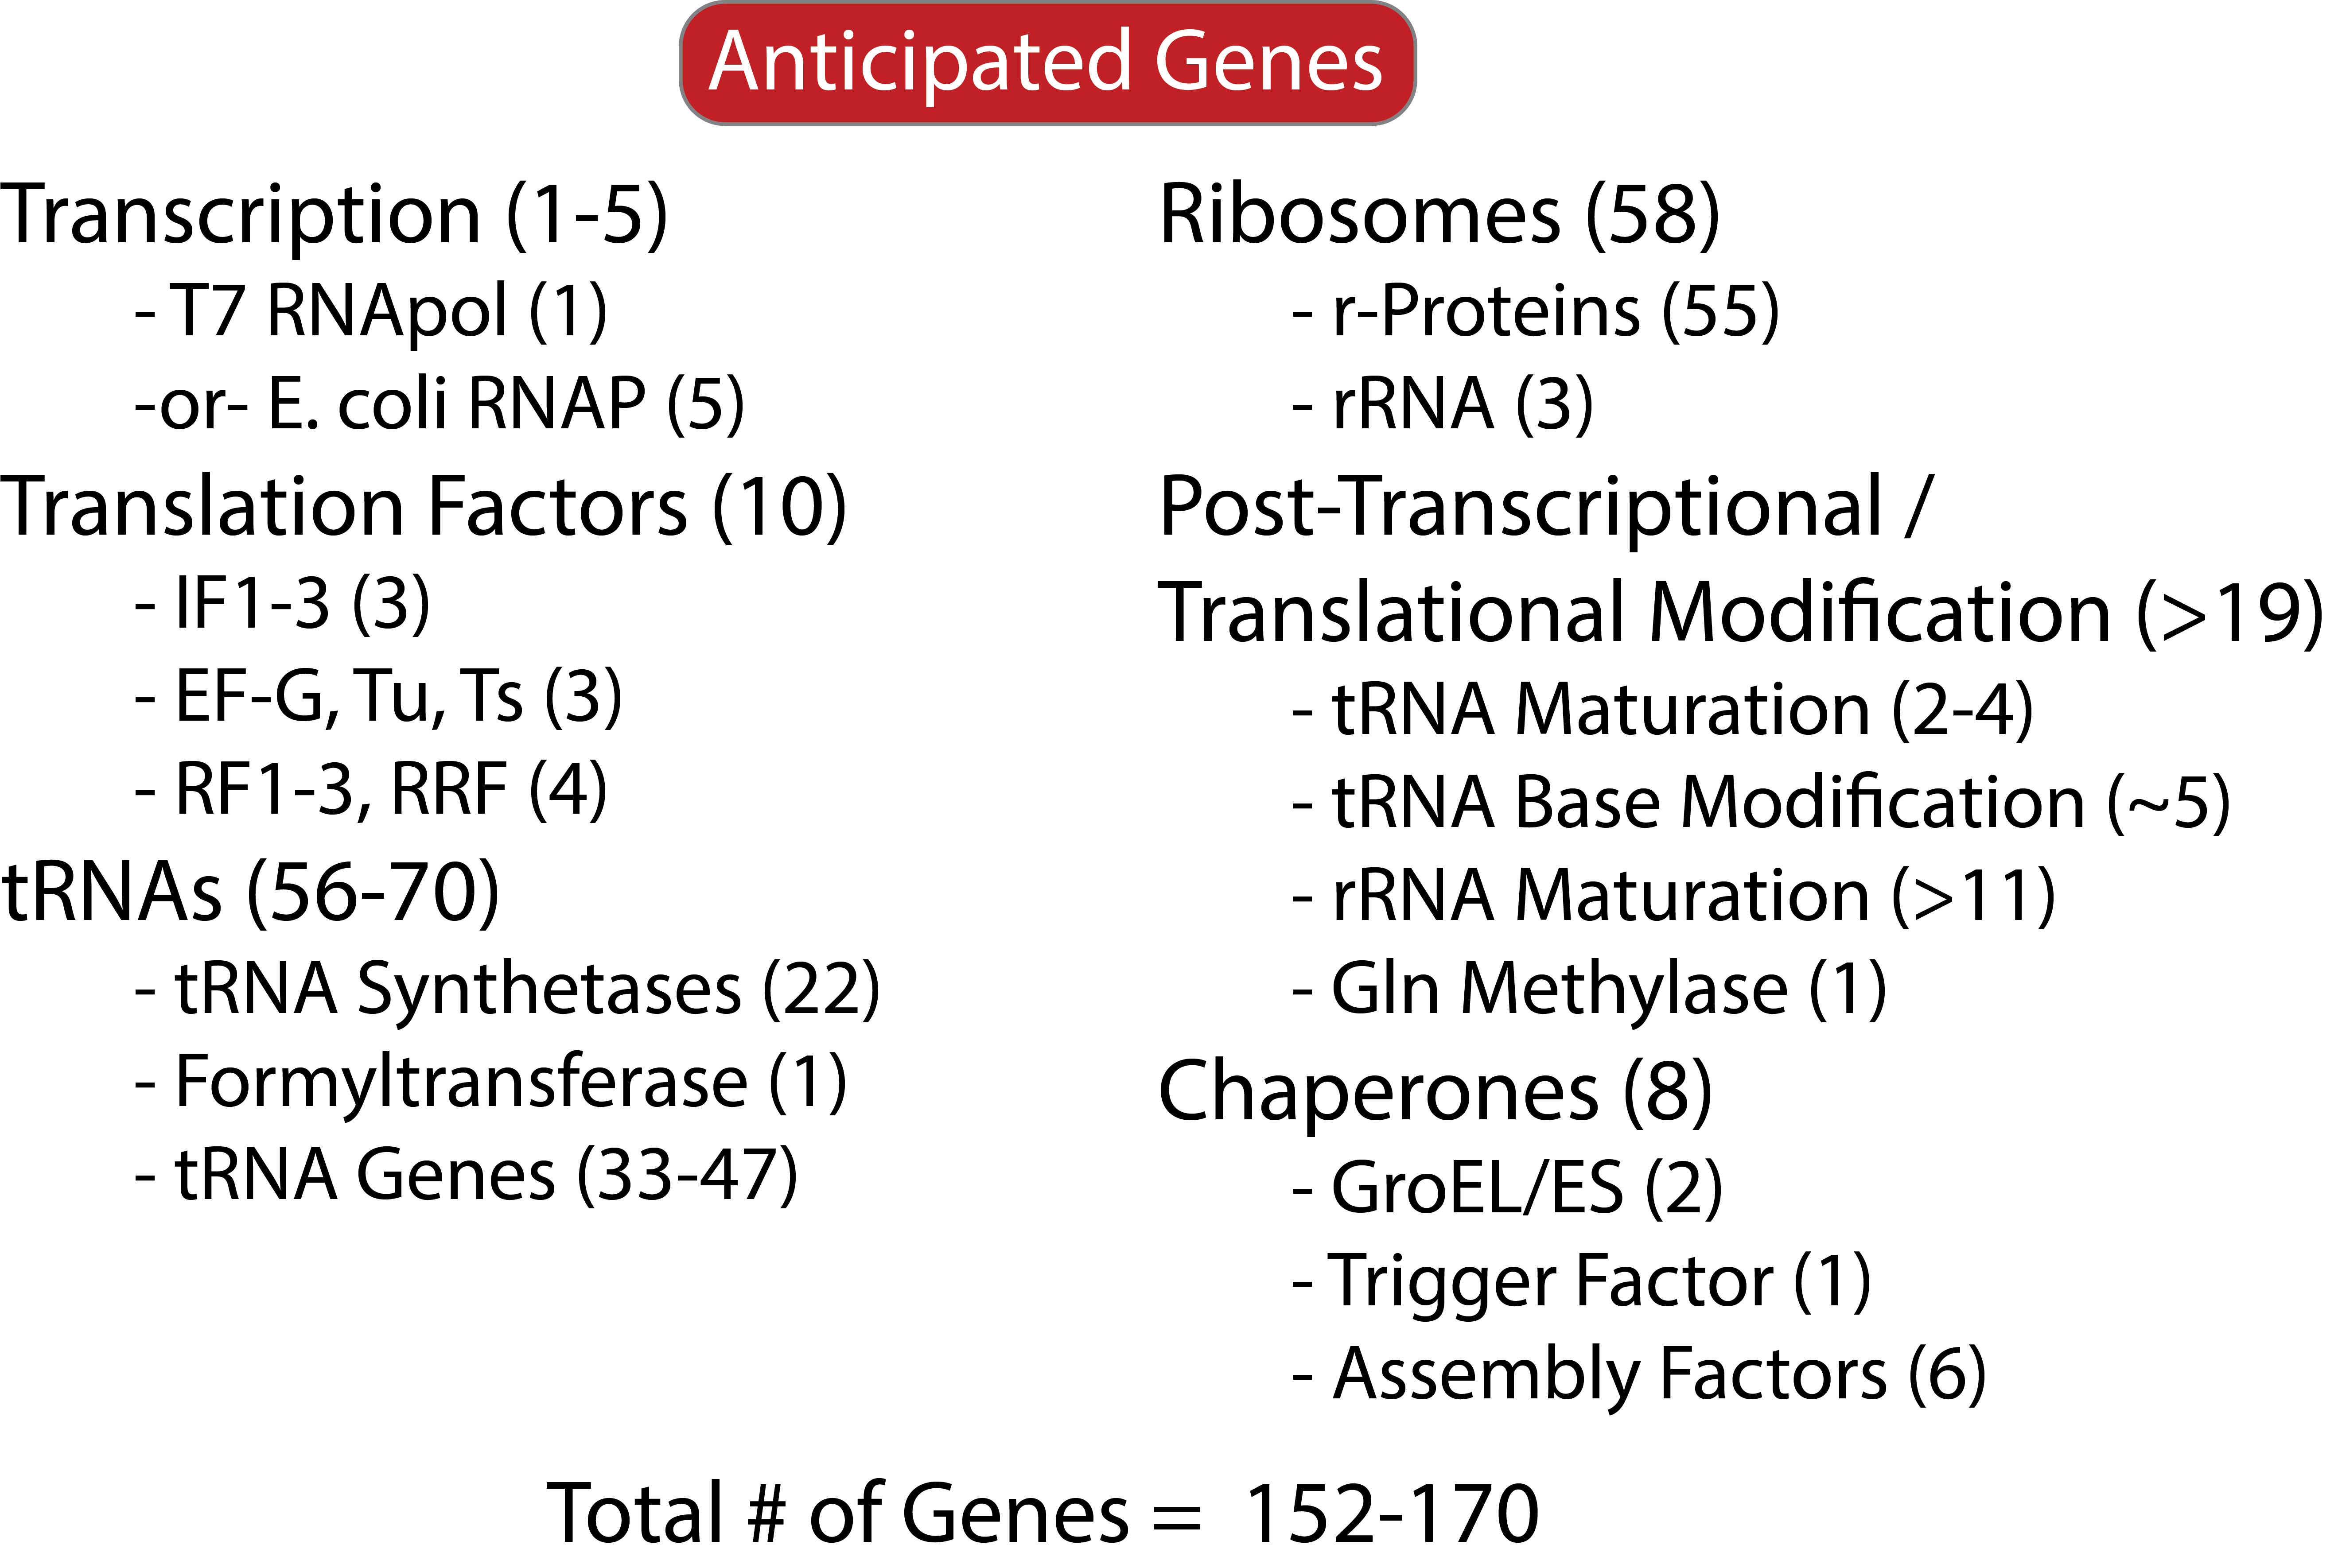 Anticipated Genes
Transcription (1-5)
- T7 RNApol (1)
-or- E. coli RNAP (5)
Translation Factors (10)
- IF1-3 (3)
- EF-G, Tu, Ts (3)
- RF1-3, RRF (4)
tRNAs (56-70)
- tRNA Synthetases (22)
- Formyltransferase (1)
- tRNA Genes (33-47)
Ribosomes (58)
- r-Proteins (55)
- rRNA (3)
Post-Transcriptional /
Translational Modification (>19)
- tRNA Maturation (2-4)
- tRNA Base Modification (~5)
- rRNA Maturation (>11)
- Gln Methylase (1)
Chaperones (8)
- GroEL/ES (2)
- Trigger Factor (1)
- Assembly Factors (6)
Total # of Genes = 152-170